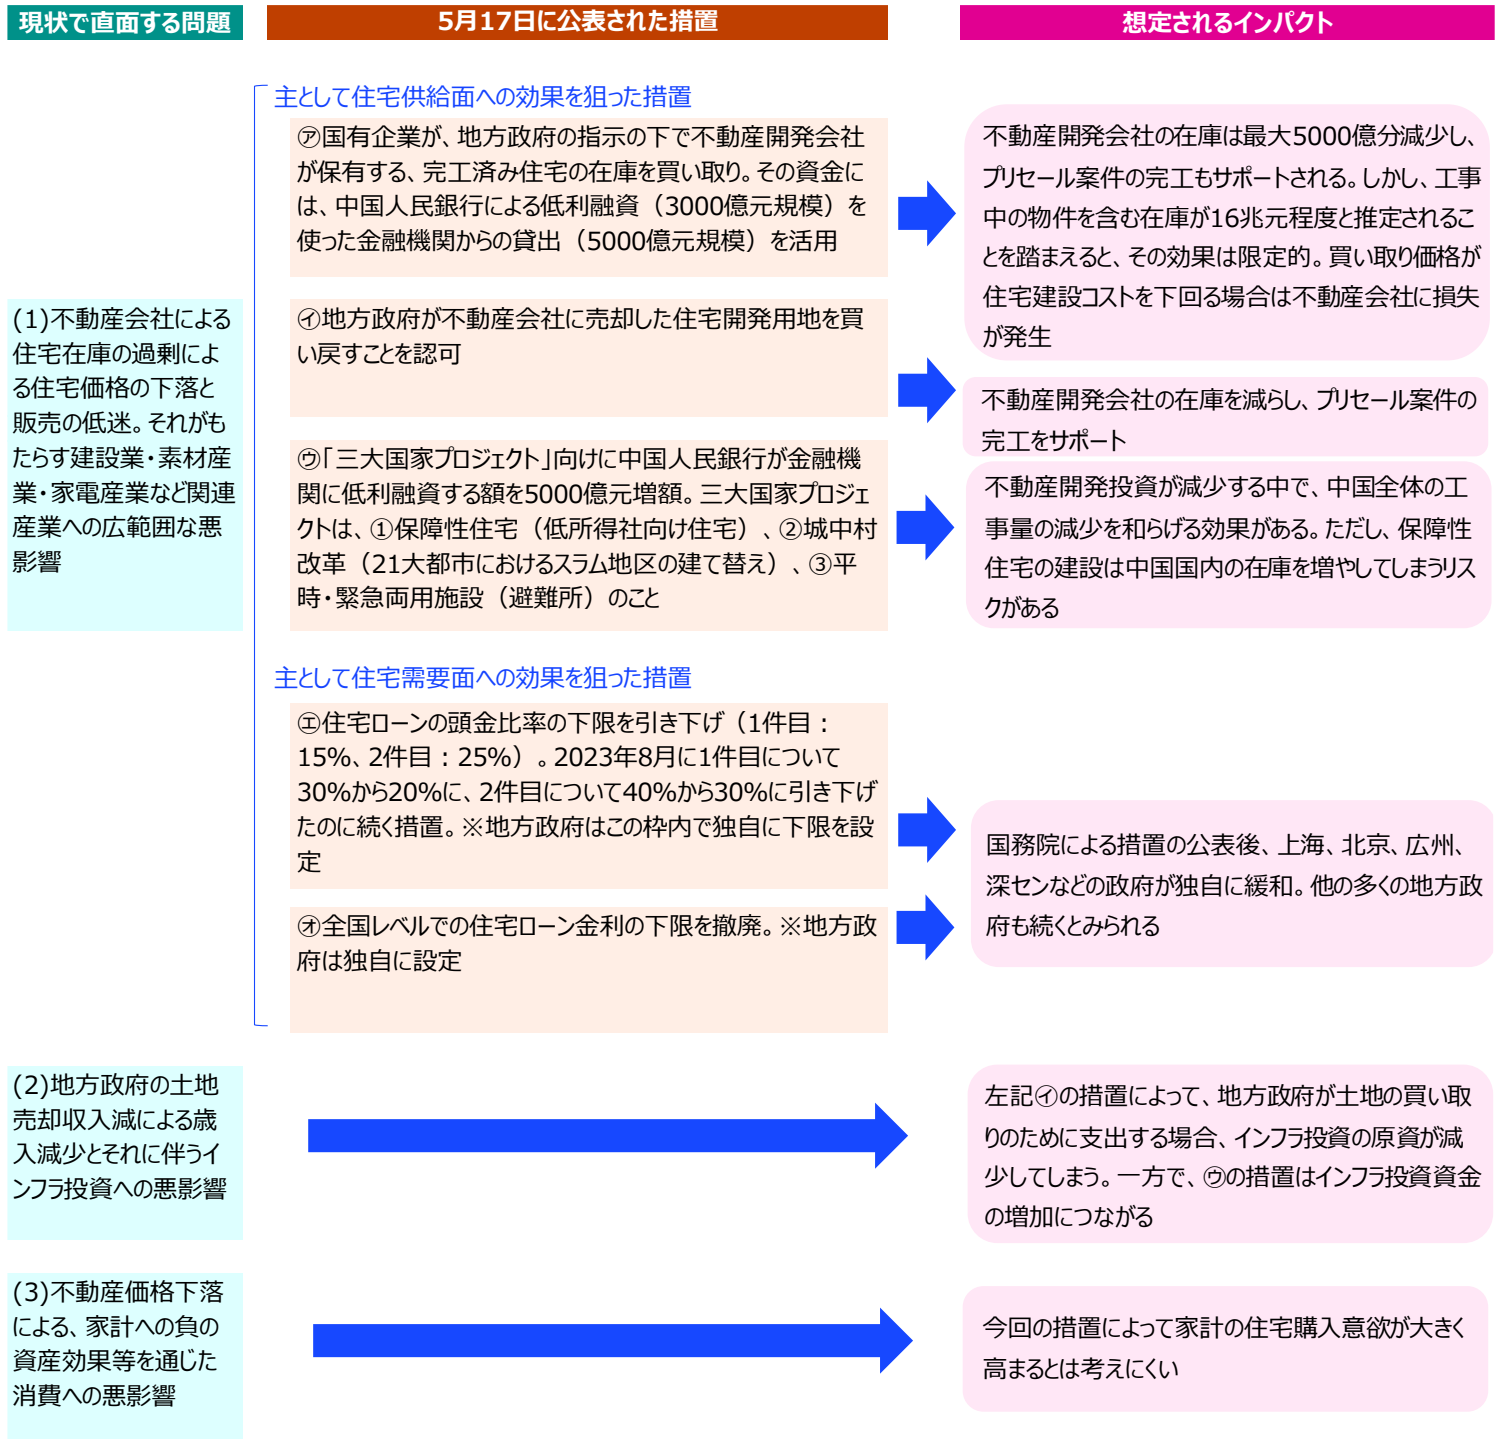 現状で直面する問題
5月17日に公表された措置
想定されるインパクト
主として住宅供給面への効果を狙った措置
㋐国有企業が、地方政府の指示の下で不動産開発会社
が保有する、完工済み住宅の在庫を買い取り。その資金に
は、中国人民銀行による低利融資（3000億元規模）を
使った金融機関からの貸出（5000億元規模）を活用
不動産開発会社の在庫は最大5000億分減少し、
プリセール案件の完工もサポートされる。しかし、工事
中の物件を含む在庫が16兆元程度と推定されるこ
とを踏まえると、その効果は限定的。買い取り価格が
住宅建設コストを下回る場合は不動産会社に損失
が発生
(1)不動産会社による
住宅在庫の過剰によ
る住宅価格の下落と
販売の低迷。それがも
たらす建設業・素材産
業・家電産業など関連
産業への広範囲な悪
影響
㋑地方政府が不動産会社に売却した住宅開発用地を買
い戻すことを認可
不動産開発会社の在庫を減らし、プリセール案件の
完工をサポート
㋒「三大国家プロジェクト」向けに中国人民銀行が金融機
関に低利融資する額を5000億元増額。三大国家プロジェ
クトは、①保障性住宅（低所得社向け住宅）、②城中村
改革（21大都市におけるスラム地区の建て替え）、③平
時・緊急両用施設（避難所）のこと
不動産開発投資が減少する中で、中国全体の工
事量の減少を和らげる効果がある。ただし、保障性
住宅の建設は中国国内の在庫を増やしてしまうリス
クがある
主として住宅需要面への効果を狙った措置
㋓住宅ローンの頭金比率の下限を引き下げ（1件目：
15%、2件目：25%）。2023年8月に1件目について
30%から20%に、2件目について40%から30%に引き下げ
たのに続く措置。※地方政府はこの枠内で独自に下限を設
定
㋔全国レベルでの住宅ローン金利の下限を撤廃。※地方政
府は独自に設定
国務院による措置の公表後、上海、北京、広州、
深センなどの政府が独自に緩和。他の多くの地方政
府も続くとみられる
(2)地方政府の土地
売却収入減による歳
入減少とそれに伴うイ
ンフラ投資への悪影響
左記㋑の措置によって、地方政府が土地の買い取
りのために支出する場合、インフラ投資の原資が減
少してしまう。一方で、㋒の措置はインフラ投資資金
の増加につながる
(3)不動産価格下落
による、家計への負の
資産効果等を通じた
消費への悪影響
今回の措置によって家計の住宅購入意欲が大きく
高まるとは考えにくい